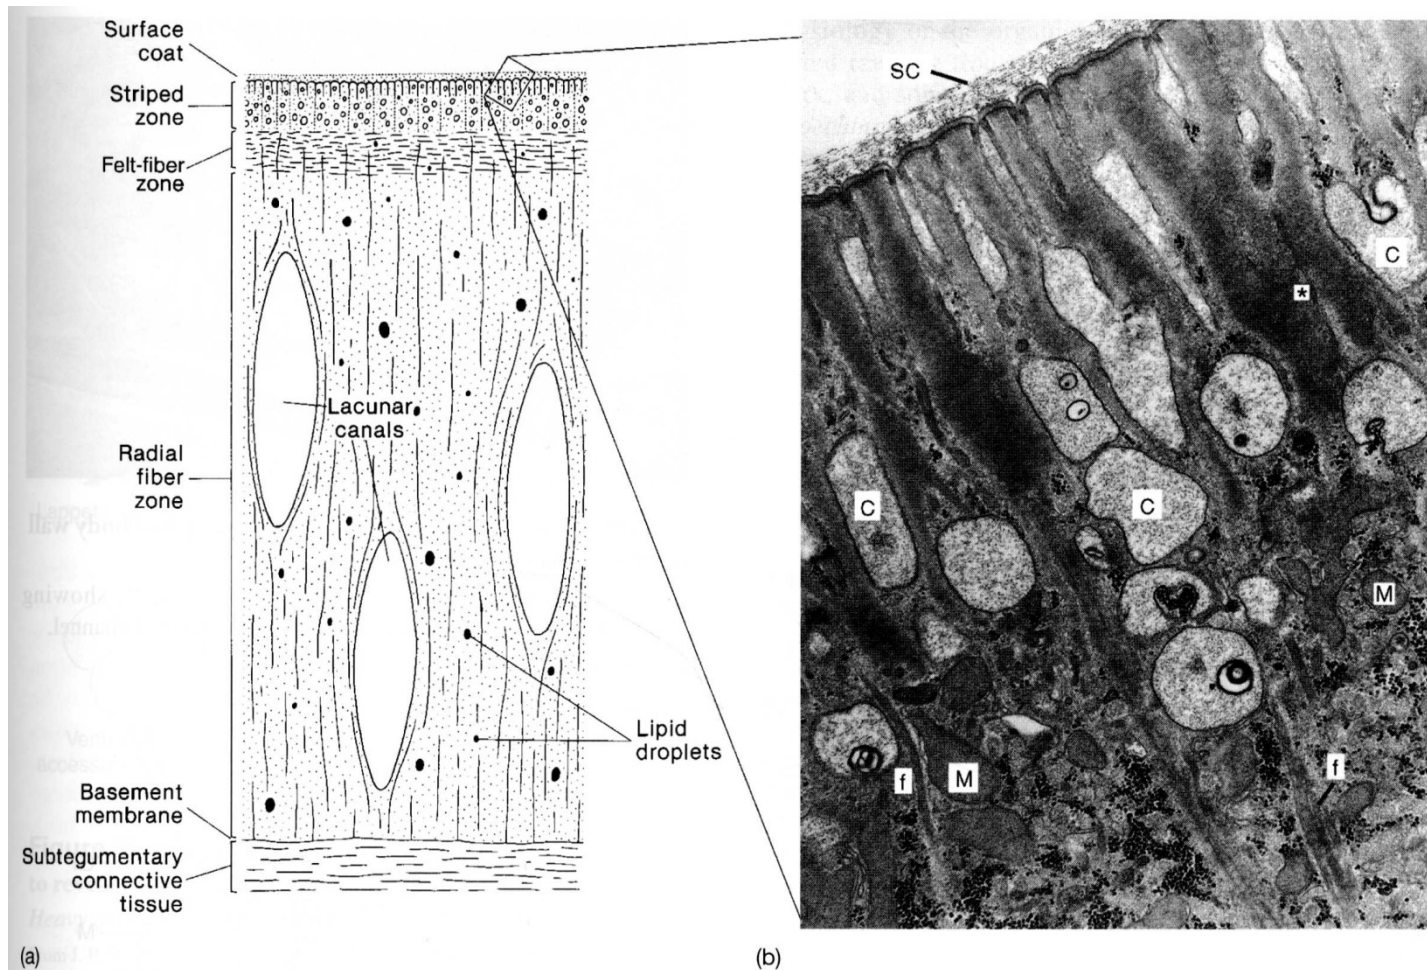 Surface
coat
Striped
zone
Felt-fiber
zone
Lacunar
canals
Radial
fiber
zone
Lipid
droplets
Basement
membrane
Subtegumentary
connective
tissue
(a)
SC
C
*
C
C
M
M
f
f
(b)